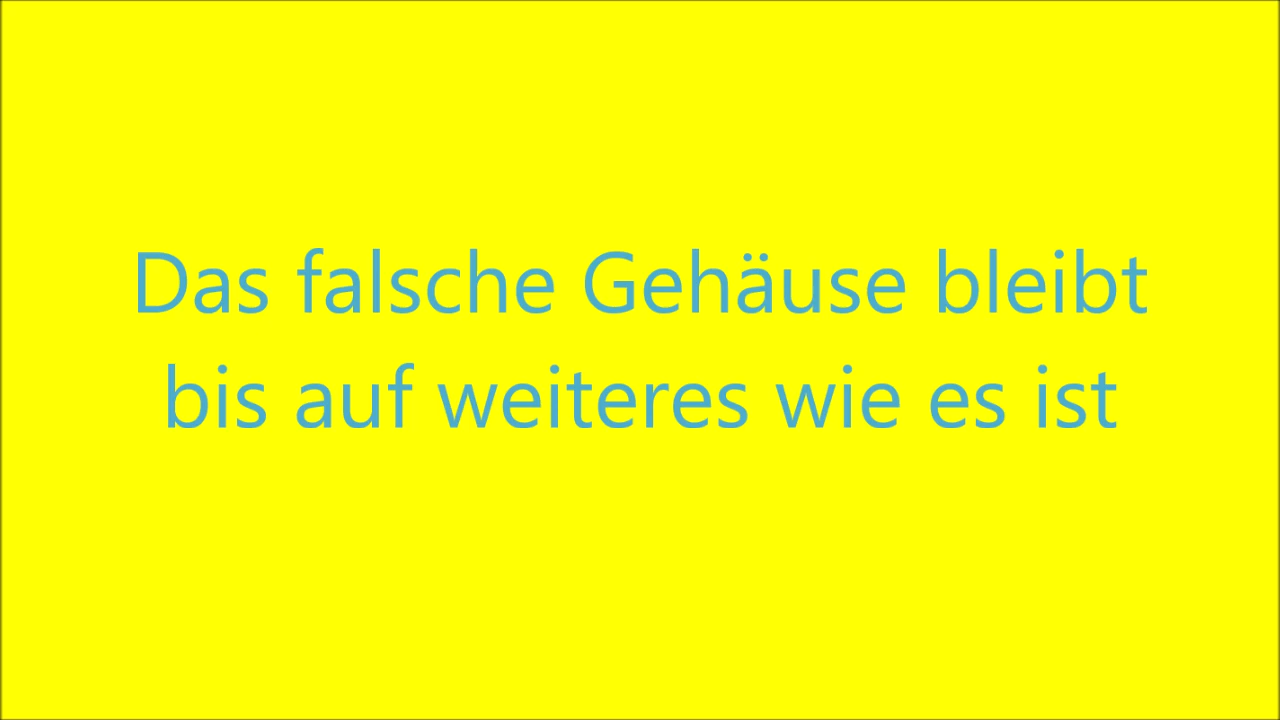 Das falsche Gehäuse bleibt
bis auf weiteres wie es ist